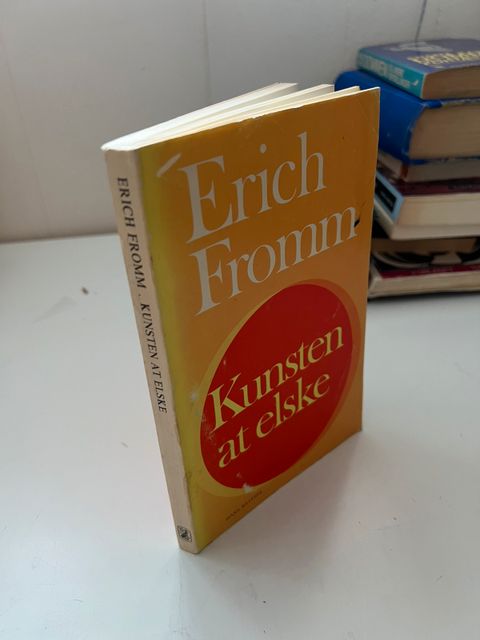 Erich
Fromm
Kunsten
at elske
ERICH FROMM . KUNSTEN AT ELSKE